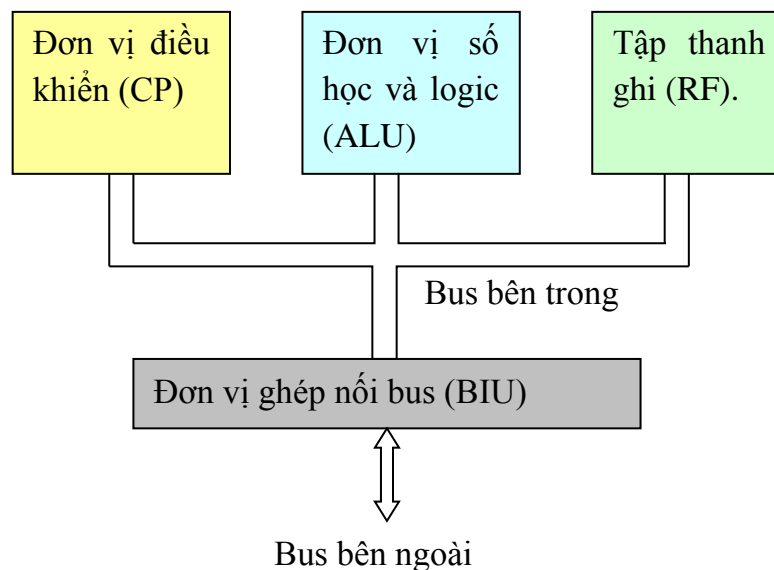 Đơn vị điều
khiển (CP)
Đơn vị số
học và logic
(ALU)
Tập thanh
ghi (RF).
Bus bên trong
Đơn vị ghép nối bus (BIU)
Bus bên ngoài